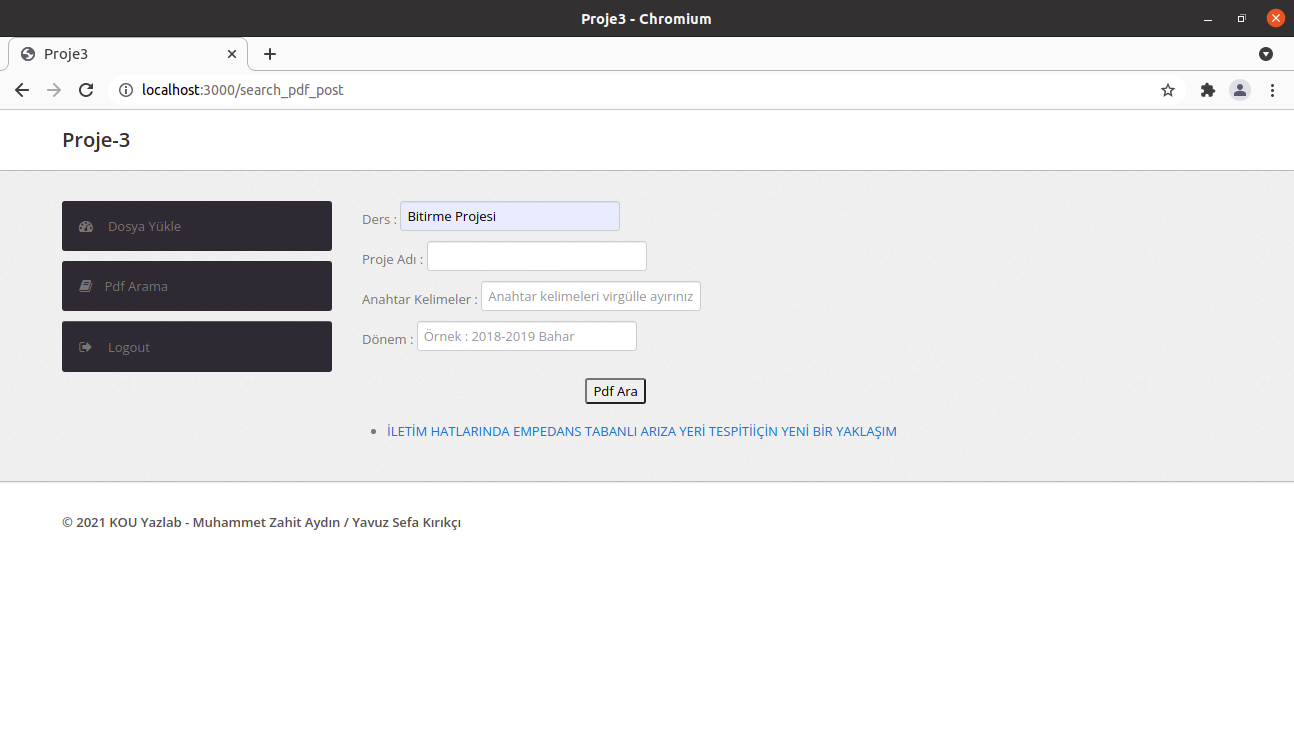 Proje3 - Chromium
Proje3
localhost:3000/search_pdf_post
Proje-3
Dosya Yükle
Pdf Arama
Logout
Ders : Bitirme Projesi
Proje Adı :
Anahtar Kelimeler : Anahtar kelimeleri virgülle ayırınız
Dönem : Örnek : 2018-2019 Bahar
Pdf Ara
İLETİM HATLARINDA EMPEDANS TABANLI ARIZA YERİ TESPİTİİÇİN YENİ BİR YAKLAŞIM
© 2021 KOU Yazlab - Muhammet Zahit Aydın / Yavuz Sefa Kırıkçı